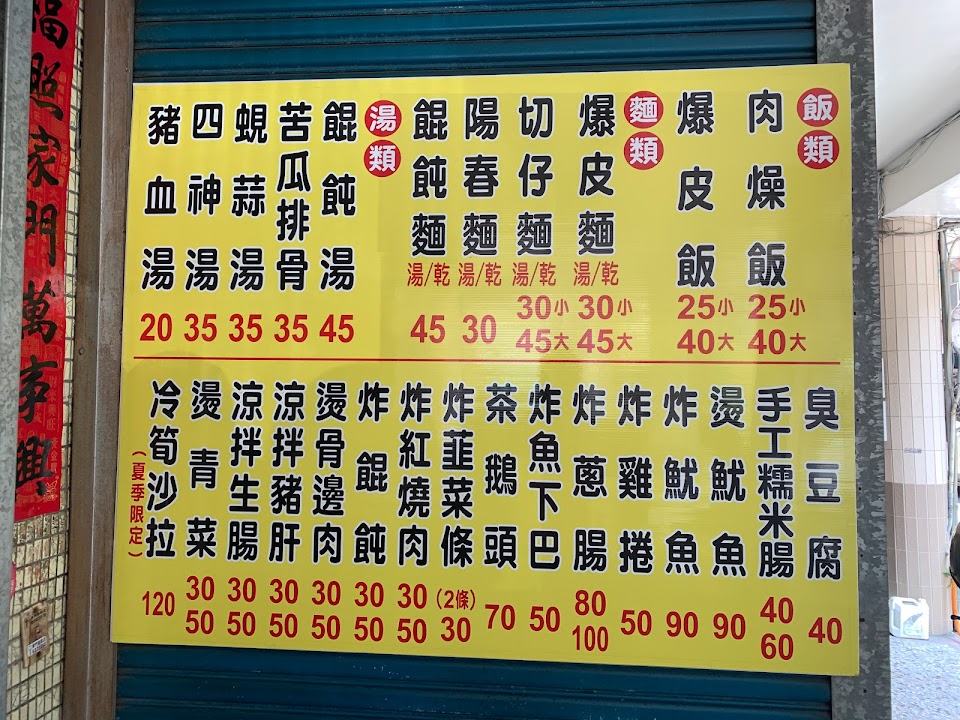 飯類
肉燥飯
25小
40大
爆皮飯
25小
40大
麵類
爆皮麵
湯/乾
30小
45大
切仔麵
湯/乾
30小
45大
陽春麵
湯/乾
30
餛飩麵
湯/乾
45
湯類
餛飩湯
45
苦瓜排骨
35
蜆蒜湯
35
四神湯
35
豬血湯
20
臭豆腐
40
手工糯米腸
40
60
燙魷魚
90
炸魷魚
90
炸雞捲
50
炸蔥腸
80
100
炸魚下巴
50
茶鵝頭
70
炸韮菜條
(2條)
30
炸紅燒肉
30
50
炸餛飩
30
50
燙骨邊肉
30
50
涼拌豬肝
30
50
涼拌生腸
30
50
燙青菜
30
50
冷筍沙拉
(夏季限定)
120
福照家門萬事興